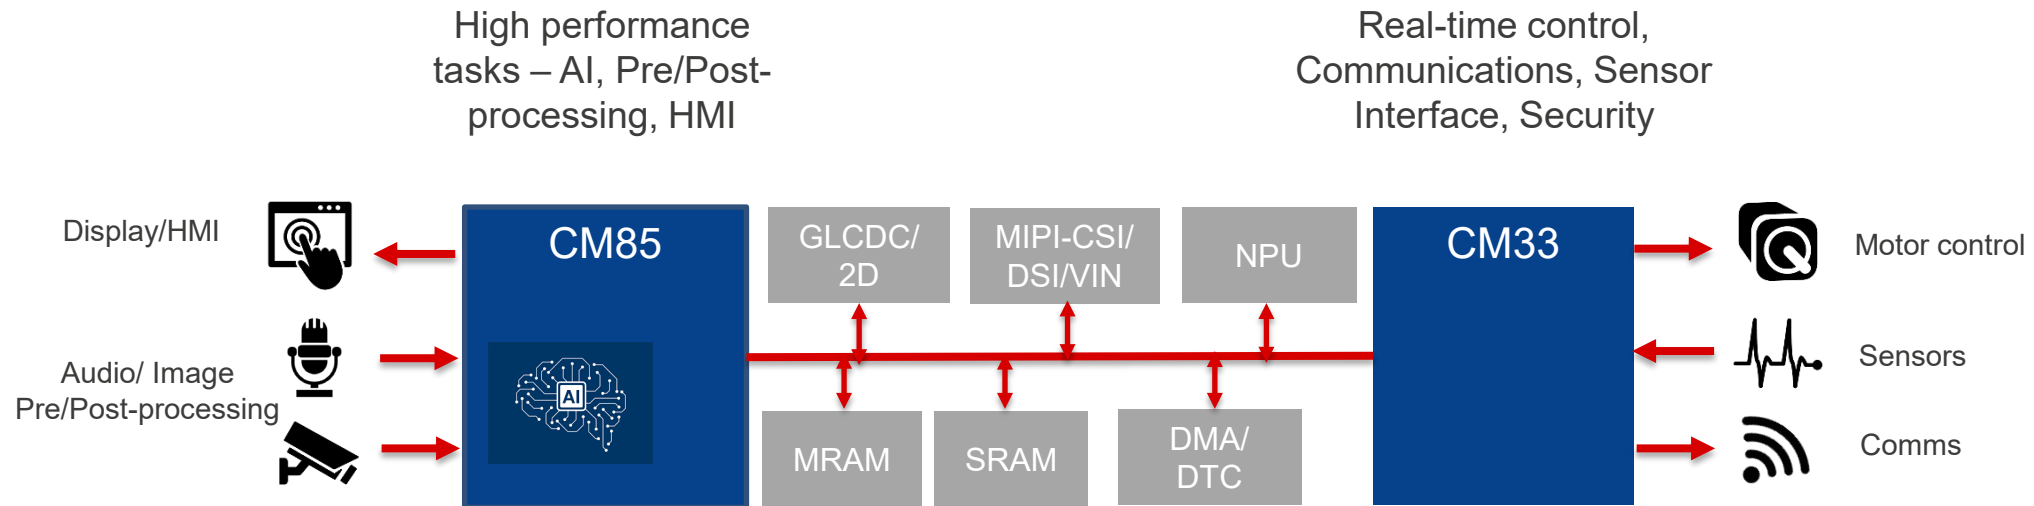 High performance
tasks – AI, Pre/Post-
processing, HMI
Real-time control,
Communications, Sensor
Interface, Security
Display/HMI
Audio/ Image
Pre/Post-processing
CM85
AI
GLCDC/
2D
MIPI-CSI/
DSI/VIN
NPU
MRAM
SRAM
DMA/
DTC
CM33
Motor control
Sensors
Comms